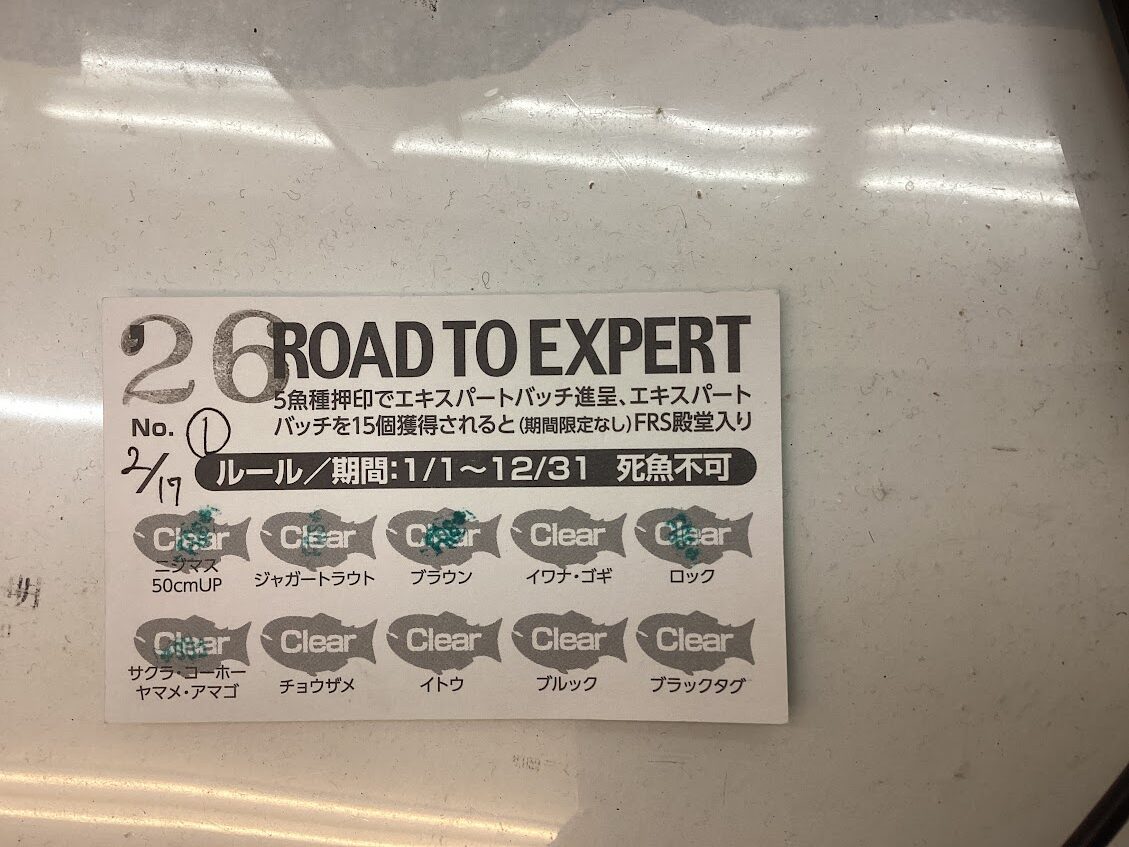 '26 ROAD TO EXPERT
5魚種押印でエキスパートバッチ進呈、エキスパート
バッチを15個獲得されると(期間限定なし)FRS殿堂入り
No. ①
2/17
ルール/期間:1/1~12/31 死魚不可
Clear Clear Clear Clear Clear
ニジマス 50cmUP ジャガートラウト ブラウン イワナ・ゴギ ロック
Clear Clear Clear Clear Clear
サクラ・コーホー ヤマメ・アマゴ チョウザメ イトウ ブルック ブラックタグ